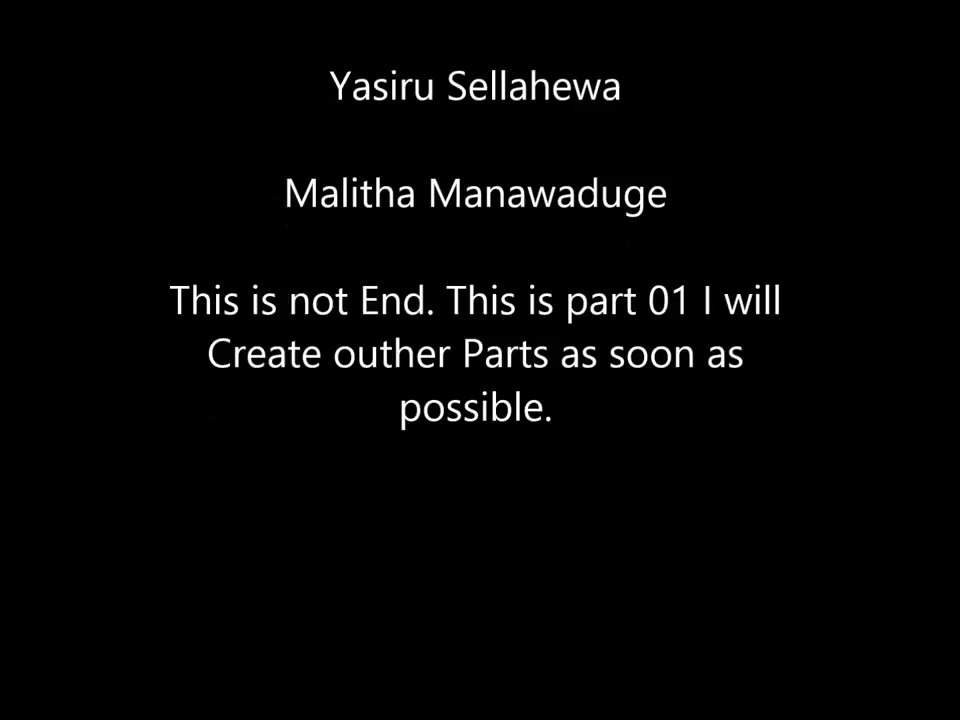 Yasiru Sellahewa
Malitha Manawaduge
This is not End. This is part 01 I will
Create outher Parts as soon as
possible.